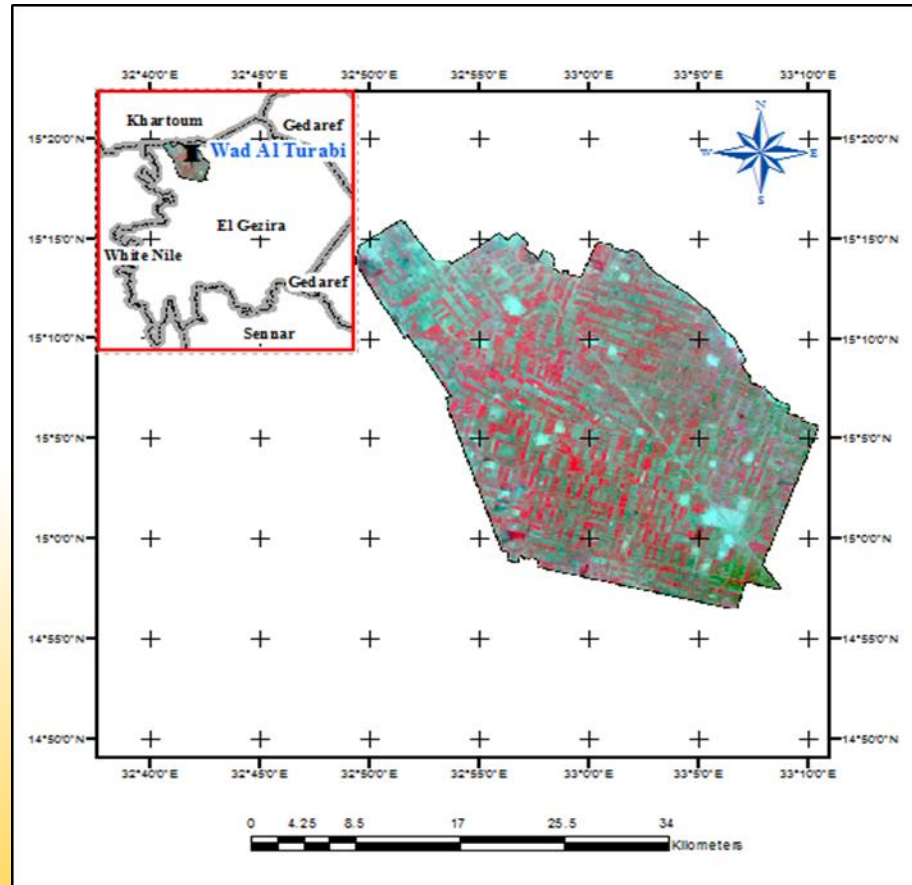 32°40'0"E 32°45'0"E 32°50'0"E 32°55'0"E 33°0'0"E 33°5'0"E 33°10'0"E
15°20'0"N 15°20'0"N
Khartoum Gedaref
Wad Al Turabi
N
W E
S
15°15'0"N El Gezira 15°15'0"N
White Nile
Gedaref
Sennar
15°10'0"N 15°10'0"N
15°5'0"N 15°5'0"N
15°0'0"N 15°0'0"N
14°55'0"N 14°55'0"N
14°50'0"N 14°50'0"N
32°40'0"E 32°45'0"E 32°50'0"E 32°55'0"E 33°0'0"E 33°5'0"E 33°10'0"E
0 4.25 8.5 17 25.5 34
Kilometers